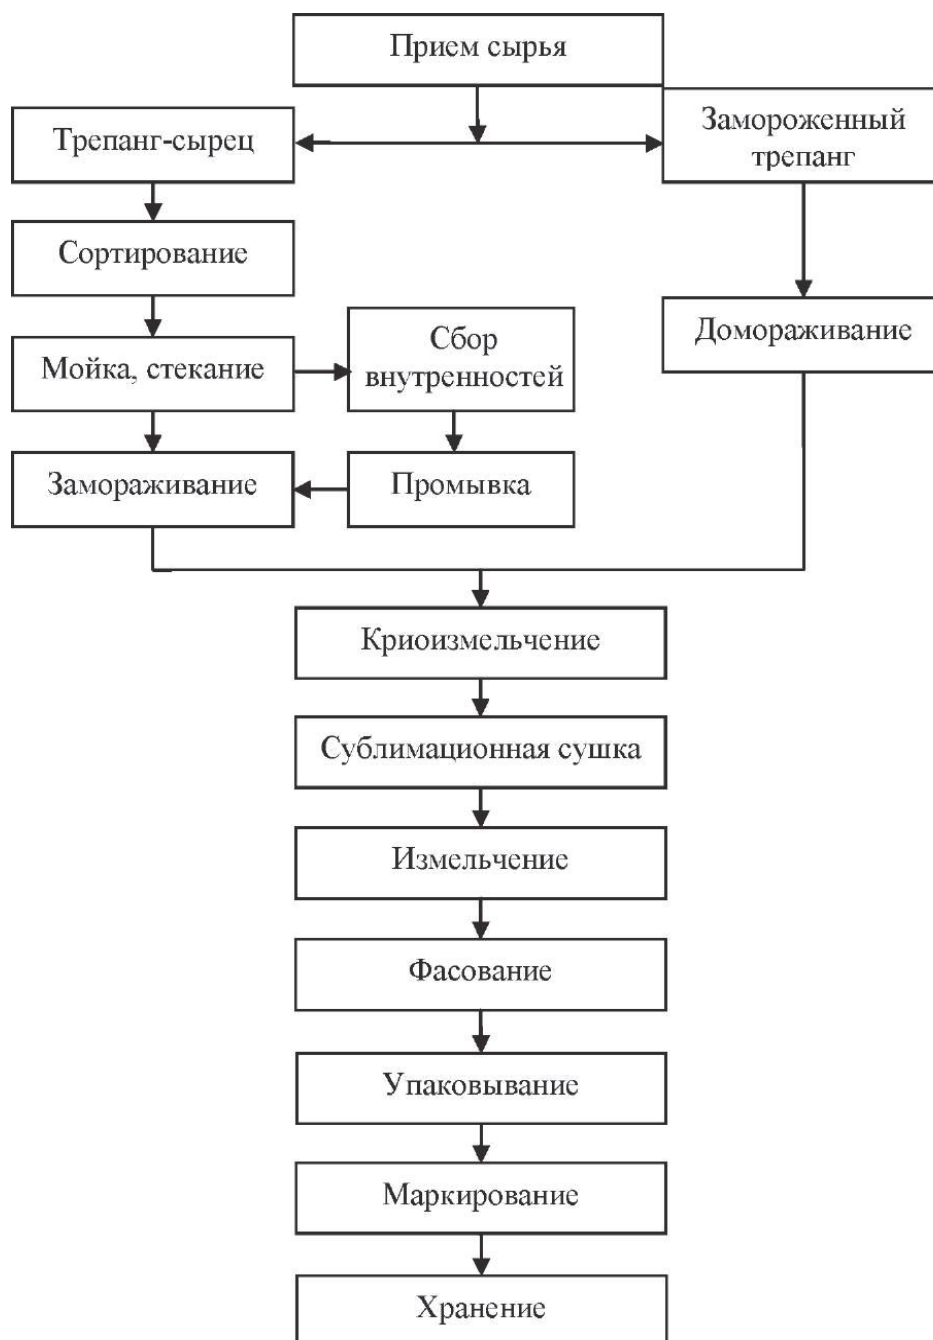 Прием сырья
Трепанг-сырец
Замороженный
трепанг
Сортирование
Мойка, стекание
Сбор
внутренностей
Домораживание
Замораживание
Промывка
Криоизмельчение
Сублимационная сушка
Измельчение
Фасование
Упаковывание
Маркирование
Хранение